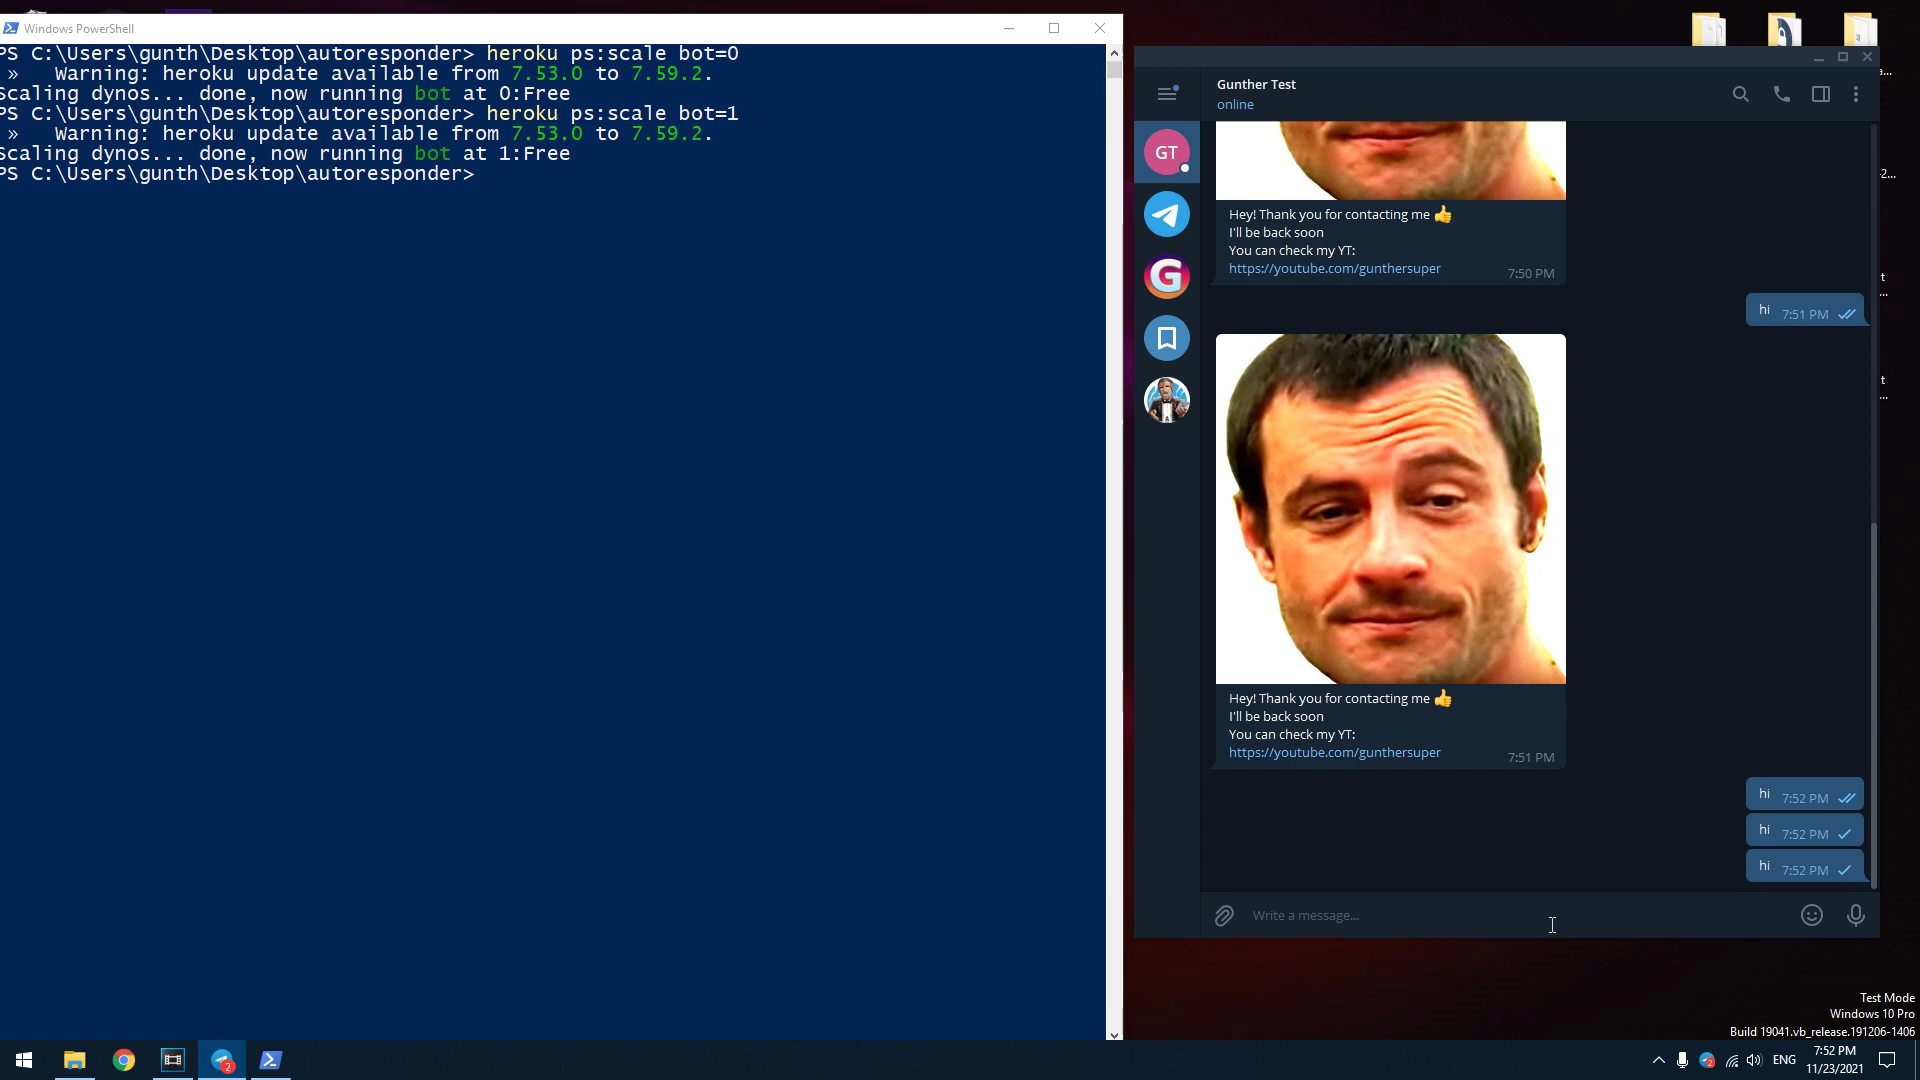 Windows PowerShell
PS C:\Users\gunth\Desktop\autoresponder> heroku ps:scale bot=0
» Warning: heroku update available from 7.53.0 to 7.59.2.
Scaling dynos... done, now running bot at 0:Free
PS C:\Users\gunth\Desktop\autoresponder> heroku ps:scale bot=1
» Warning: heroku update available from 7.53.0 to 7.59.2.
Scaling dynos... done, now running bot at 1:Free
PS C:\Users\gunth\Desktop\autoresponder>
Gunther Test
online
GT
G
Hey! Thank you for contacting me 👍
I'll be back soon
You can check my YT:
https://youtube.com/gunthersuper
7:50 PM
hi 7:51 PM
Hey! Thank you for contacting me 👍
I'll be back soon
You can check my YT:
https://youtube.com/gunthersuper
7:51 PM
hi 7:52 PM
hi 7:52 PM
hi 7:52 PM
Write a message...
Test Mode
Windows 10 Pro
Build 19041.vb_release.191206-1406
2
2
ENG
7:52 PM
11/23/2021